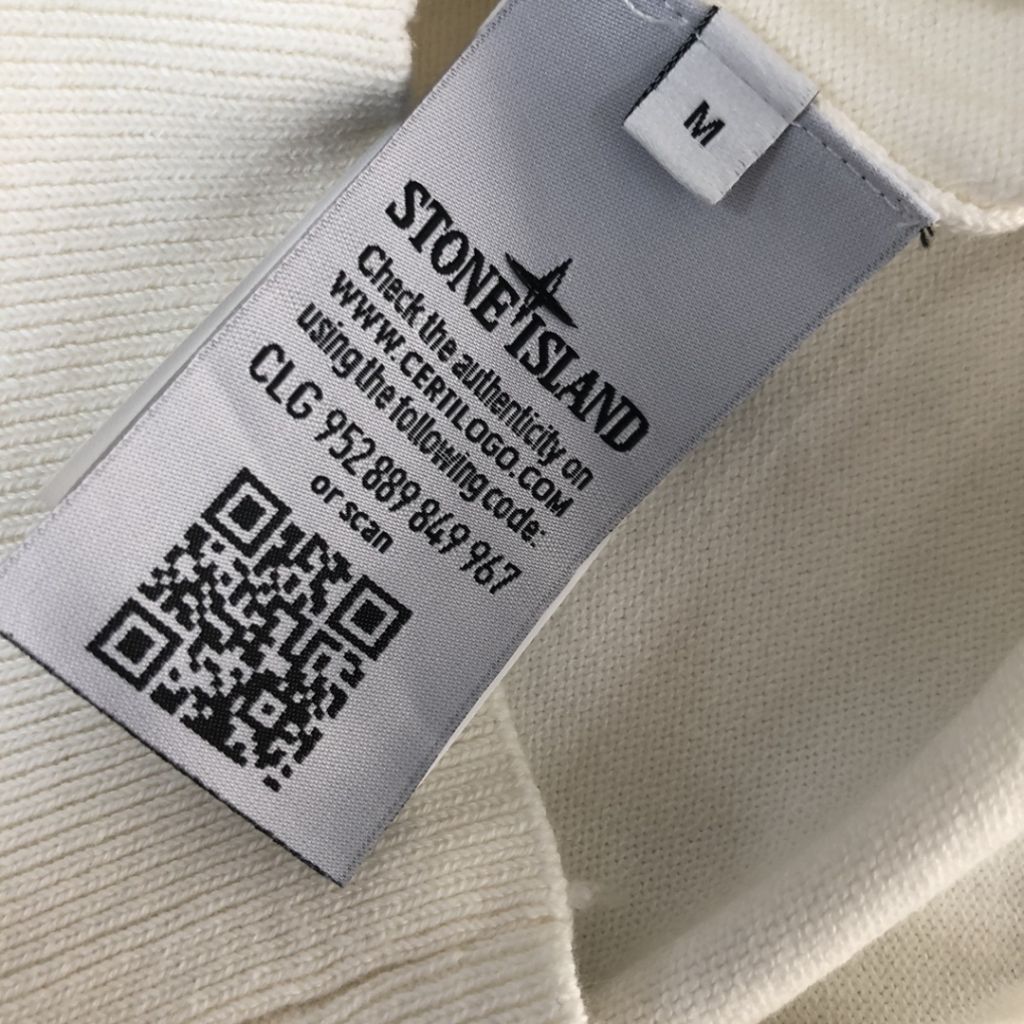 M
STONE ISLAND
Check the authenticity on
WWW.CERTILOGO.COM
using the following code:
CLG 952 889 849 967
or scan